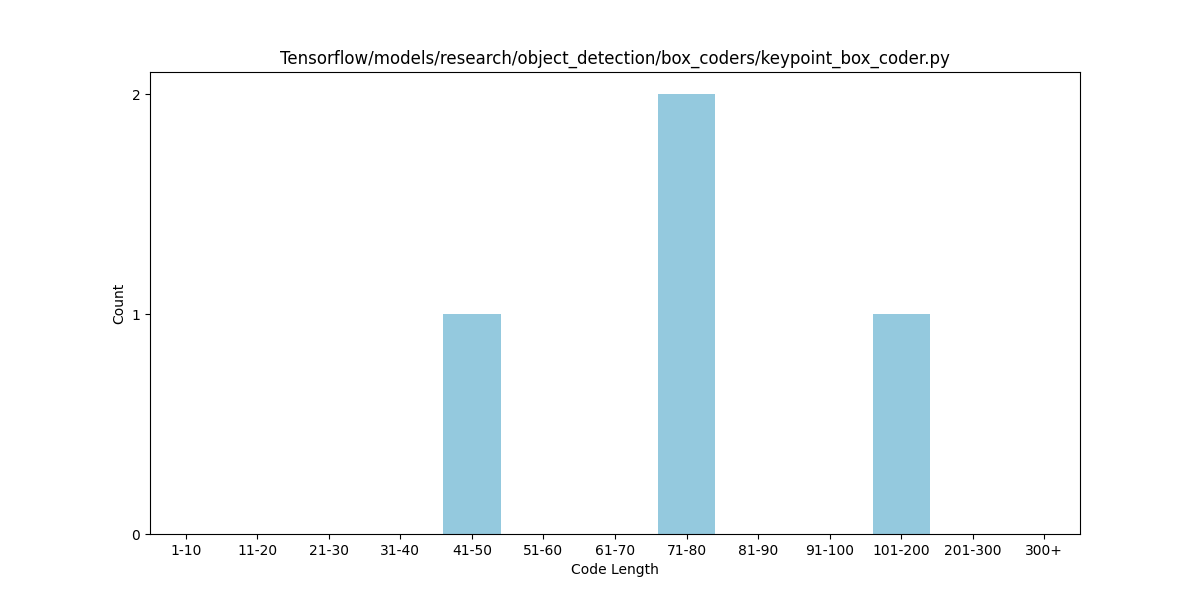 Tensorflow/models/research/object_detection/box_coders/keypoint_box_coder.py
2
1
0
Count
1-10 11-20 21-30 31-40 41-50 51-60 61-70 71-80 81-90 91-100 101-200 201-300 300+
Code Length